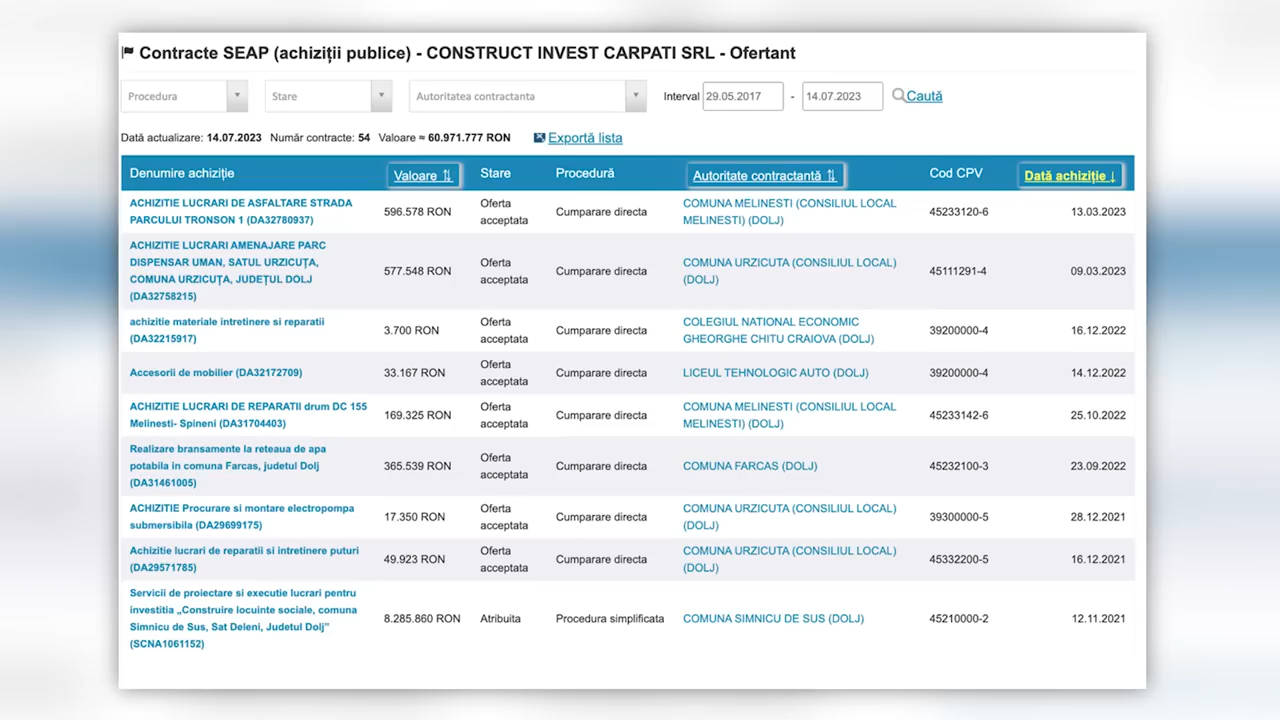 Contracte SEAP (achiziții publice) - CONSTRUCT INVEST CARPATI SRL - Ofertant
Procedura Stare Autoritatea contractanta Interval 29.05.2017 - 14.07.2023 Caută
Dată actualizare: 14.07.2023 Număr contracte: 54 Valoare ≈ 60.971.777 RON Exportă lista
Denumire achiziție Valoare ⇅ Stare Procedură Autoritate contractantă ⇅ Cod CPV Dată achiziție ↓
ACHIZITIE LUCRARI DE ASFALTARE STRADA
PARCULUI TRONSON 1 (DA32780937)
596.578 RON
Oferta
acceptata
Cumparare directa
COMUNA MELINESTI (CONSILIUL LOCAL
MELINESTI) (DOLJ)
45233120-6
13.03.2023
ACHIZITIE LUCRARI AMENAJARE PARC
DISPENSAR UMAN, SATUL URZICUȚA,
COMUNA URZICUȚA, JUDEȚUL DOLJ
(DA32758215)
577.548 RON
Oferta
acceptata
Cumparare directa
COMUNA URZICUTA (CONSILIUL LOCAL)
(DOLJ)
45111291-4
09.03.2023
achizitie materiale intretinere si reparatii
(DA32215917)
3.700 RON
Oferta
acceptata
Cumparare directa
COLEGIUL NATIONAL ECONOMIC
GHEORGHE CHITU CRAIOVA (DOLJ)
39200000-4
16.12.2022
Accesorii de mobilier (DA32172709)
33.167 RON
Oferta
acceptata
Cumparare directa
LICEUL TEHNOLOGIC AUTO (DOLJ)
39200000-4
14.12.2022
ACHIZITIE LUCRARI DE REPARATII drum DC 155
Melinesti- Spineni (DA31704403)
169.325 RON
Oferta
acceptata
Cumparare directa
COMUNA MELINESTI (CONSILIUL LOCAL
MELINESTI) (DOLJ)
45233142-6
25.10.2022
Realizare bransamente la reteaua de apa
potabila in comuna Farcas, judetul Dolj
(DA31461005)
365.539 RON
Oferta
acceptata
Cumparare directa
COMUNA FARCAS (DOLJ)
45232100-3
23.09.2022
ACHIZITIE Procurare si montare electropompa
submersibila (DA29699175)
17.350 RON
Oferta
acceptata
Cumparare directa
COMUNA URZICUTA (CONSILIUL LOCAL)
(DOLJ)
39300000-5
28.12.2021
Achizitie lucrari de reparatii si intretinere puturi
(DA29571785)
49.923 RON
Oferta
acceptata
Cumparare directa
COMUNA URZICUTA (CONSILIUL LOCAL)
(DOLJ)
45332200-5
16.12.2021
Servicii de proiectare si executie lucrari pentru
investitia „Construire locuinte sociale, comuna
Simnicu de Sus, Sat Deleni, Judetul Dolj”
(SCNA1061152)
8.285.860 RON
Atribuita
Procedura simplificata
COMUNA SIMNICU DE SUS (DOLJ)
45210000-2
12.11.2021